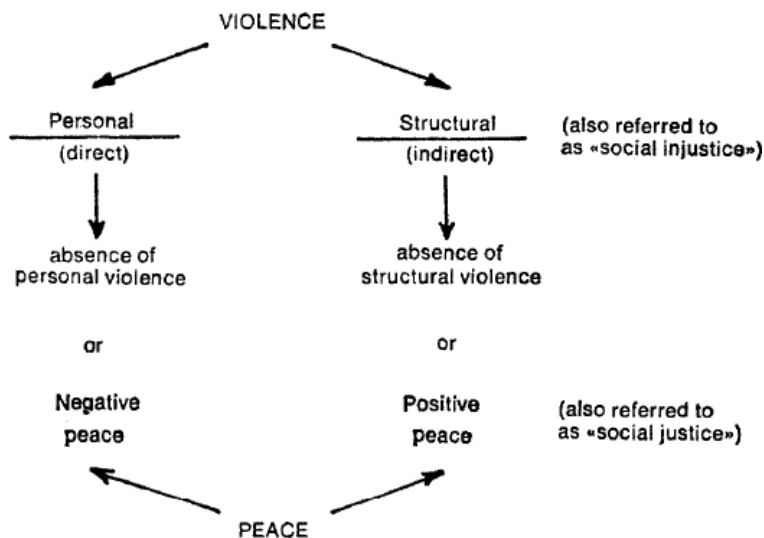 VIOLENCE
Personal
(direct)
Structural
(indirect)
(also referred to
as «social injustice»)
absence of
personal violence
absence of
structural violence
or
or
Negative
peace
Positive
peace
(also referred to
as «social justice»)
PEACE